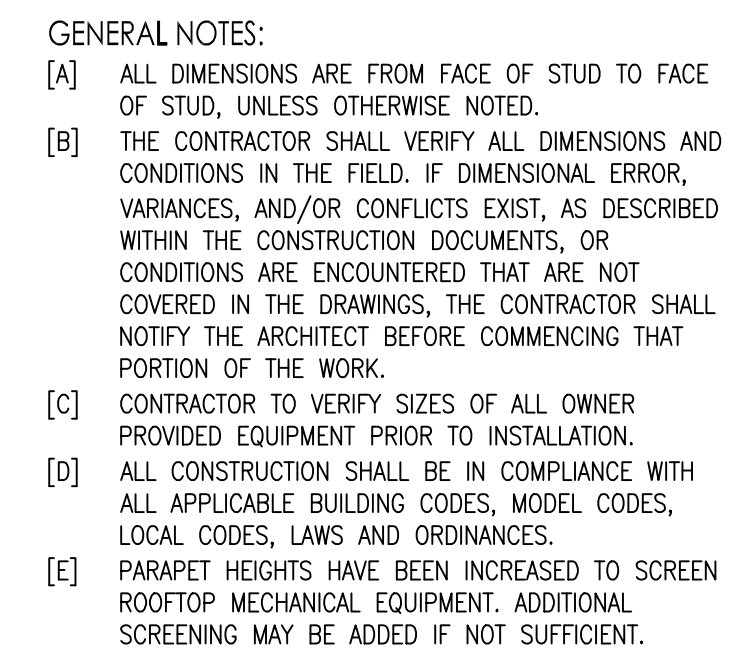 GENERAL NOTES:
[A] ALL DIMENSIONS ARE FROM FACE OF STUD TO FACE
OF STUD, UNLESS OTHERWISE NOTED.
[B] THE CONTRACTOR SHALL VERIFY ALL DIMENSIONS AND
CONDITIONS IN THE FIELD. IF DIMENSIONAL ERROR,
VARIANCES, AND/OR CONFLICTS EXIST, AS DESCRIBED
WITHIN THE CONSTRUCTION DOCUMENTS, OR
CONDITIONS ARE ENCOUNTERED THAT ARE NOT
COVERED IN THE DRAWINGS, THE CONTRACTOR SHALL
NOTIFY THE ARCHITECT BEFORE COMMENCING THAT
PORTION OF THE WORK.
[C] CONTRACTOR TO VERIFY SIZES OF ALL OWNER
PROVIDED EQUIPMENT PRIOR TO INSTALLATION.
[D] ALL CONSTRUCTION SHALL BE IN COMPLIANCE WITH
ALL APPLICABLE BUILDING CODES, MODEL CODES,
LOCAL CODES, LAWS AND ORDINANCES.
[E] PARAPET HEIGHTS HAVE BEEN INCREASED TO SCREEN
ROOFTOP MECHANICAL EQUIPMENT. ADDITIONAL
SCREENING MAY BE ADDED IF NOT SUFFICIENT.